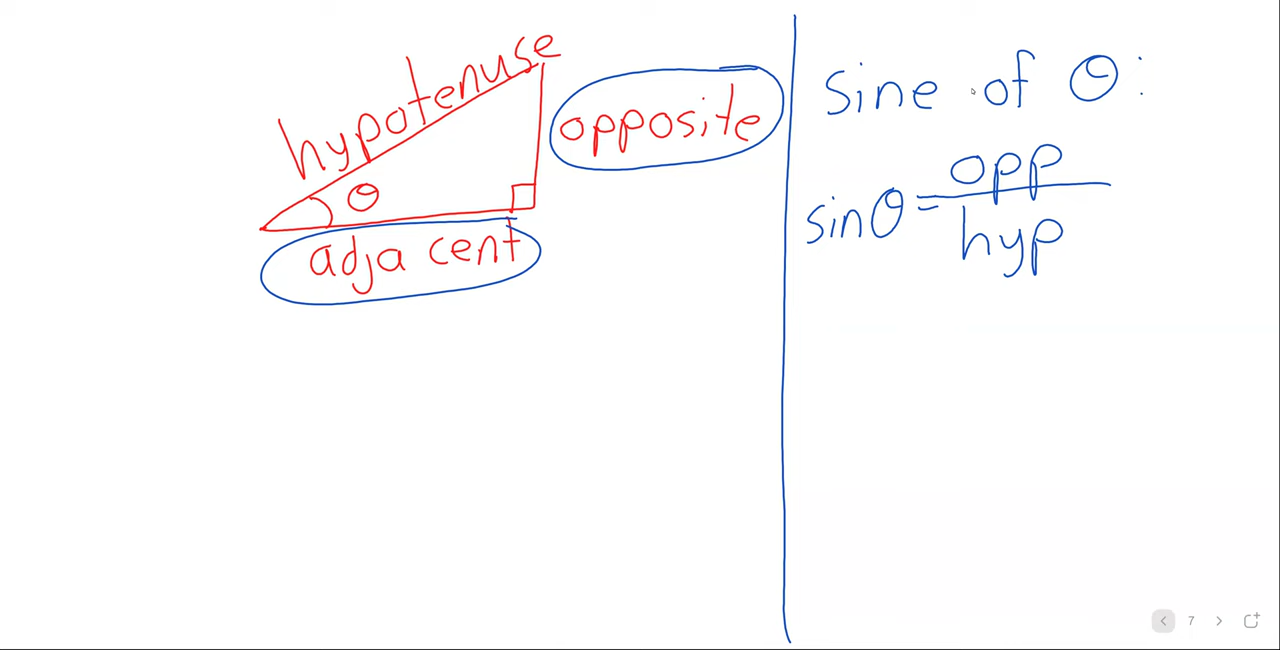 hypotenuse
opposite
θ
adjacent
Sine of θ:
sinθ = opp
hyp
7